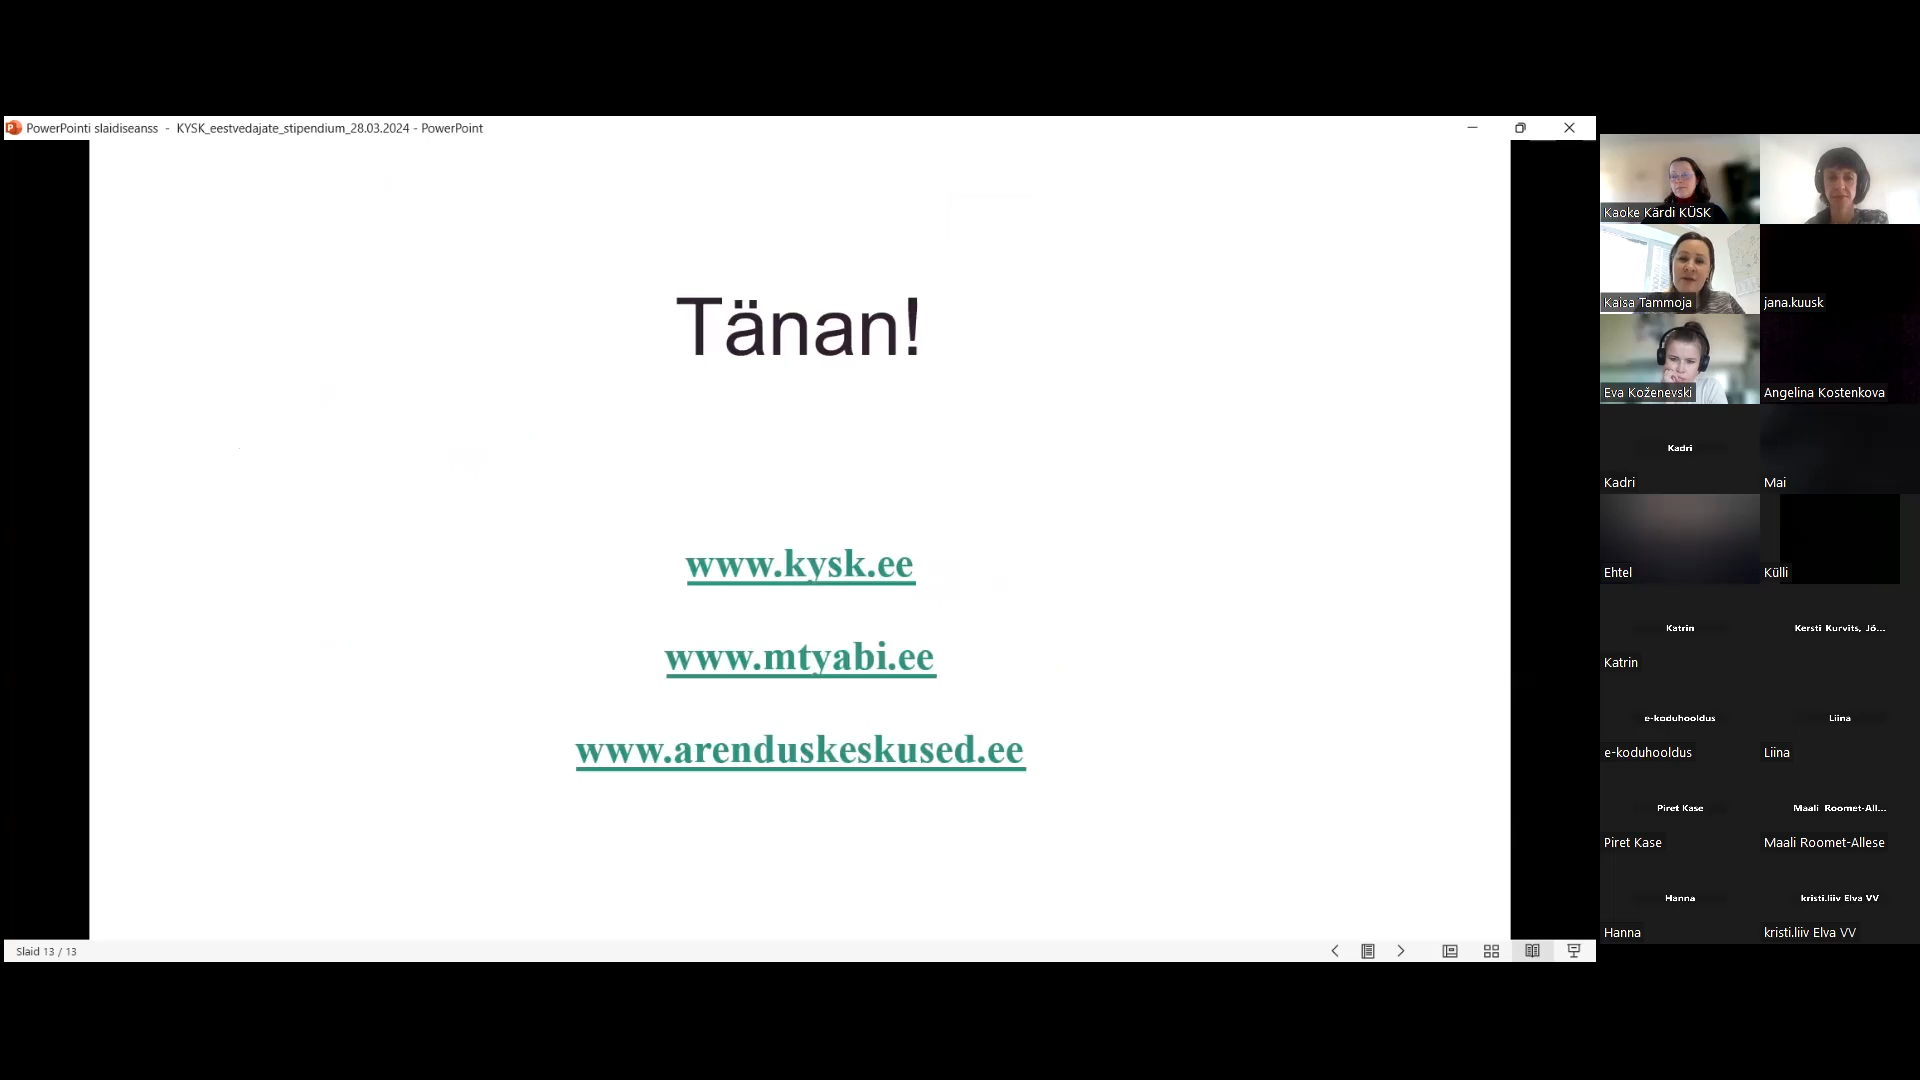 PowerPointi slaidiseanss - KYSK_eestvedajate_stipendium_28.03.2024 - PowerPoint
Tänan!
www.kysk.ee
www.mtyabi.ee
www.arenduskeskused.ee
Slaid 13 / 13
Kaoke Kärdi KÜSK
Kaisa Tammoja
jana.kuusk
Eva Koženevski
Angelina Kostenkova
Kadri
Kadri
Mai
Ehtel
Külli
Katrin
Kersti Kurvits, Jõ...
Katrin
e-koduhooldus
Liina
e-koduhooldus
Liina
Piret Kase
Maali Roomet-All...
Piret Kase
Maali Roomet-Allese
Hanna
kristi.liiv Elva VV
Hanna
kristi.liiv Elva VV